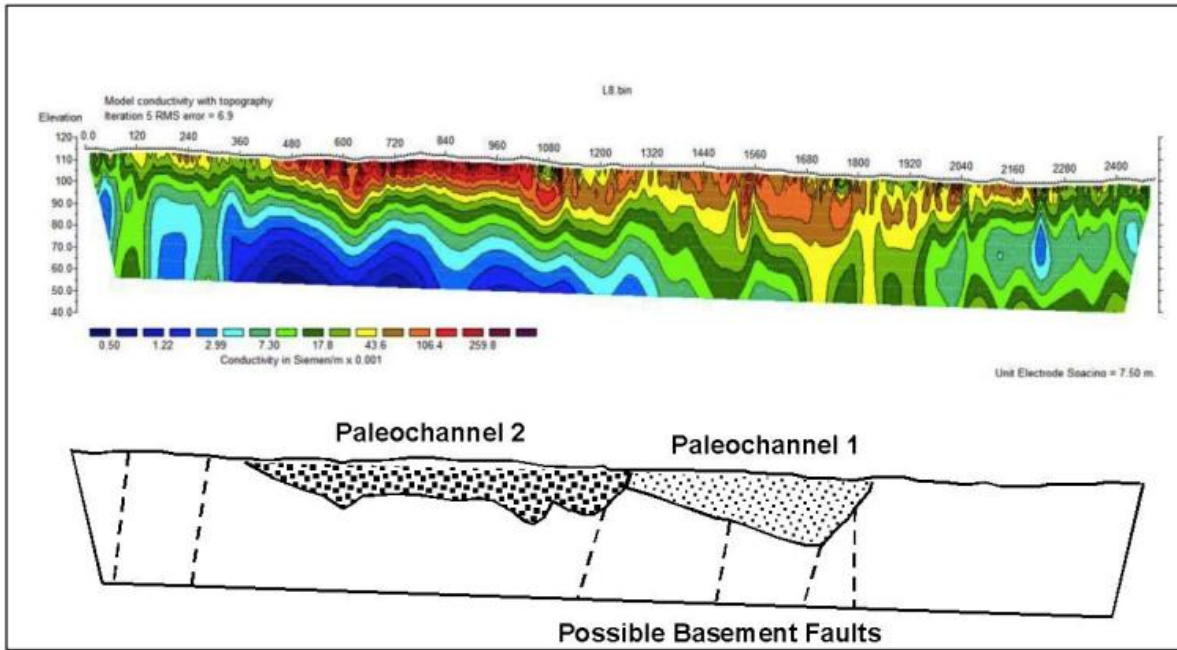 L8.bin
Model conductivity with topography
Iteration 5 RMS error = 6.9
Elevation
0.0 120 240 360 480 600 720 840 960 1080 1200 1320 1440 1560 1680 1800 1920 2040 2160 2280 2400
120
110
100
90.0
80.0
70.0
60.0
50.0
40.0
0.50 1.22 2.99 7.30 17.8 43.6 106.4 259.8
Conductivity in Siemen/m x 0.001
Unit Electrode Spacing = 7.50 m.
Paleochannel 2
Paleochannel 1
Possible Basement Faults